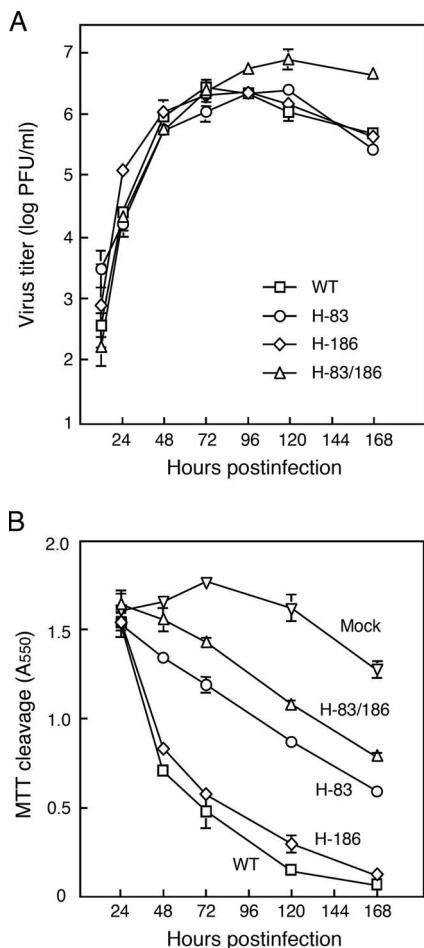 A
Virus titer (log PFU/ml)
7
6
5
4
3
2
1
WT
H-83
H-186
H-83/186
24 48 72 96 120 144 168
Hours postinfection
B
MTT cleavage (A550)
2.0
1.5
1.0
0.5
0
Mock
H-83/186
H-83
H-186
WT
24 48 72 96 120 144 168
Hours postinfection